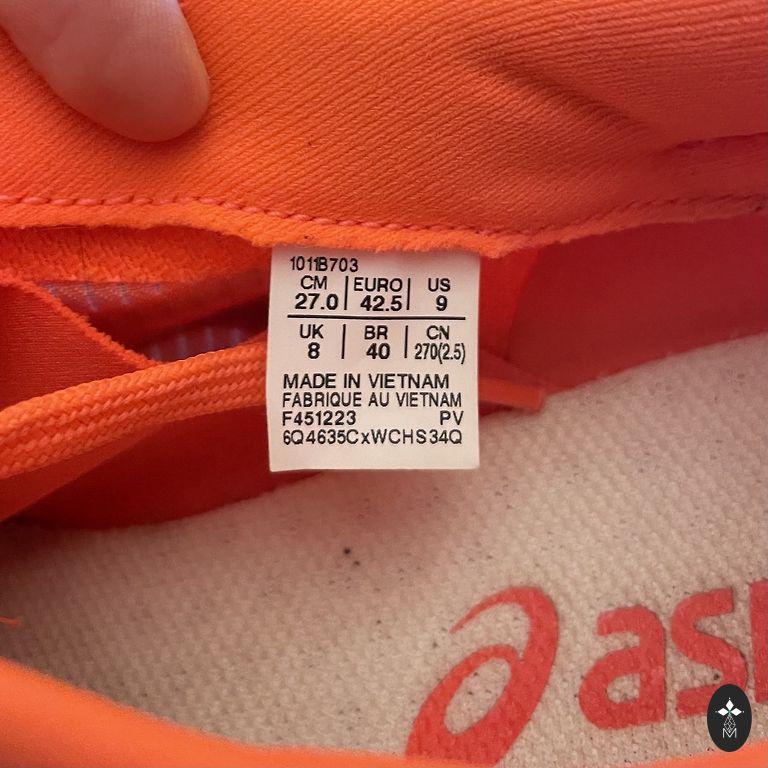 1011B703
CM | EURO | US
27.0 | 42.5 | 9
UK | BR | CN
8 | 40 | 270(2.5)
MADE IN VIETNAM
FABRIQUE AU VIETNAM
F451223 PV
6Q4635CxWCHS34Q
asi
M